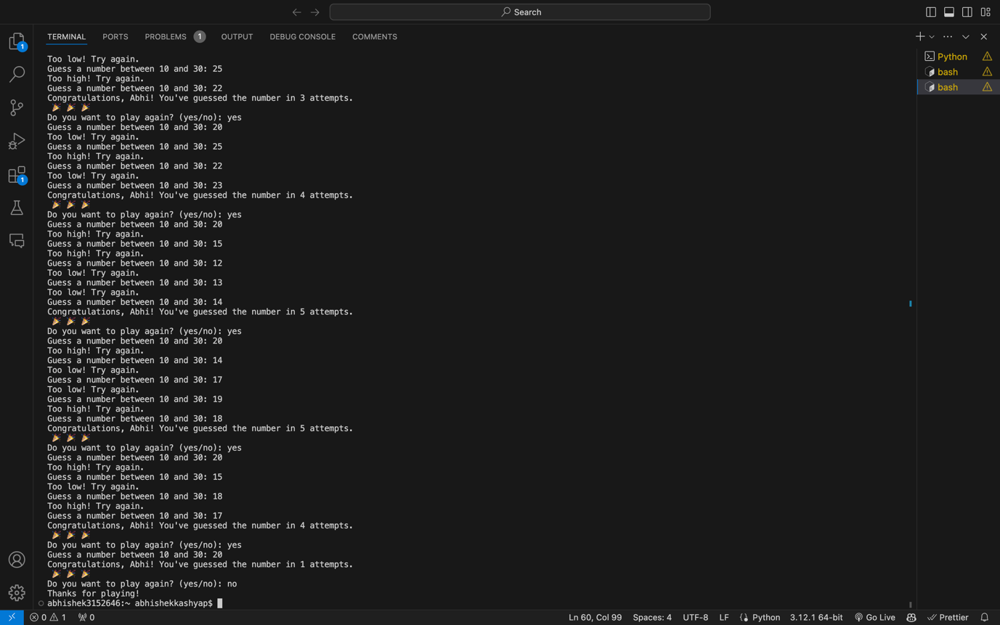 Search
TERMINAL PORTS PROBLEMS 1 OUTPUT DEBUG CONSOLE COMMENTS
1
1
Too low! Try again.
Guess a number between 10 and 30: 25
Too high! Try again.
Guess a number between 10 and 30: 22
Congratulations, Abhi! You've guessed the number in 3 attempts.
🎉 🎉 🎉
Do you want to play again? (yes/no): yes
Guess a number between 10 and 30: 20
Too low! Try again.
Guess a number between 10 and 30: 25
Too high! Try again.
Guess a number between 10 and 30: 22
Too low! Try again.
Guess a number between 10 and 30: 23
Congratulations, Abhi! You've guessed the number in 4 attempts.
🎉 🎉 🎉
Do you want to play again? (yes/no): yes
Guess a number between 10 and 30: 20
Too high! Try again.
Guess a number between 10 and 30: 15
Too high! Try again.
Guess a number between 10 and 30: 12
Too low! Try again.
Guess a number between 10 and 30: 13
Too low! Try again.
Guess a number between 10 and 30: 14
Congratulations, Abhi! You've guessed the number in 5 attempts.
🎉 🎉 🎉
Do you want to play again? (yes/no): yes
Guess a number between 10 and 30: 20
Too high! Try again.
Guess a number between 10 and 30: 14
Too low! Try again.
Guess a number between 10 and 30: 17
Too low! Try again.
Guess a number between 10 and 30: 19
Too high! Try again.
Guess a number between 10 and 30: 18
Congratulations, Abhi! You've guessed the number in 5 attempts.
🎉 🎉 🎉
Do you want to play again? (yes/no): yes
Guess a number between 10 and 30: 20
Too high! Try again.
Guess a number between 10 and 30: 15
Too low! Try again.
Guess a number between 10 and 30: 18
Too high! Try again.
Guess a number between 10 and 30: 17
Congratulations, Abhi! You've guessed the number in 4 attempts.
🎉 🎉 🎉
Do you want to play again? (yes/no): yes
Guess a number between 10 and 30: 20
Congratulations, Abhi! You've guessed the number in 1 attempts.
🎉 🎉 🎉
Do you want to play again? (yes/no): no
Thanks for playing!
abhishek3152646:~ abhishekkashyap$
Python
bash
bash
0 1 0 Ln 60, Col 99 Spaces: 4 UTF-8 LF Python 3.12.1 64-bit Go Live Prettier